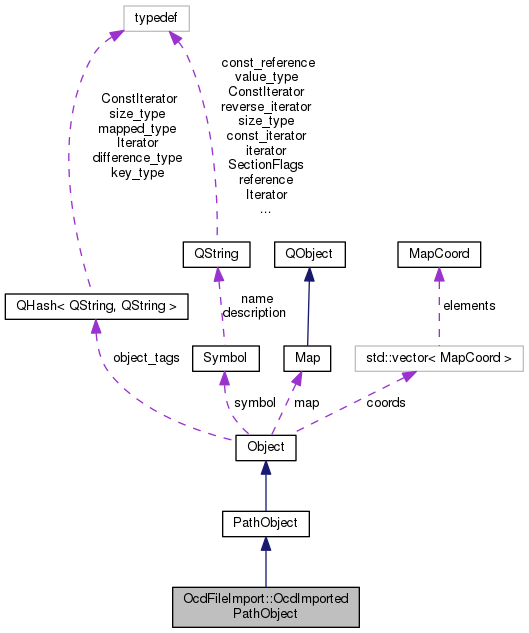 typedef
const_reference
value_type
ConstIterator
reverse_iterator
size_type
const_iterator
iterator
SectionFlags
reference
Iterator
...
ConstIterator
size_type
mapped_type
Iterator
difference_type
key_type
QString
QObject
MapCoord
QHash< QString, QString >
name
description
elements
Symbol
Map
std::vector< MapCoord >
object_tags
symbol
map
coords
Object
PathObject
OcdFileImport::OcdImported
PathObject